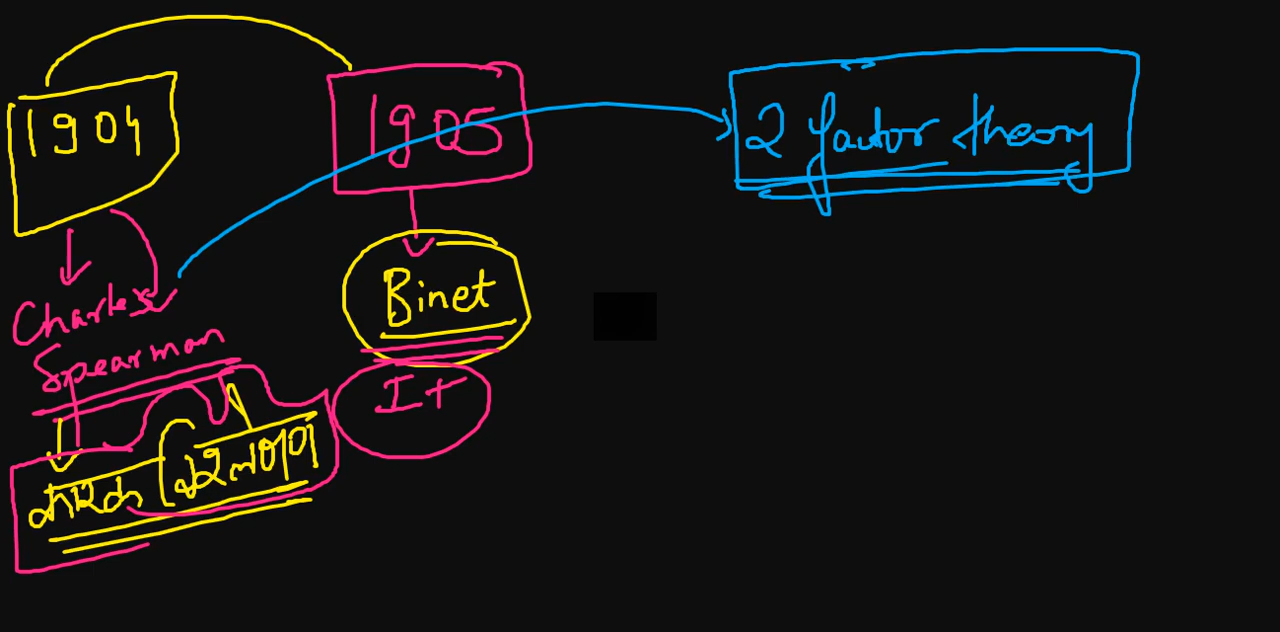 1904
1905
2 factor theory
Charles
Spearman
Binet
I+